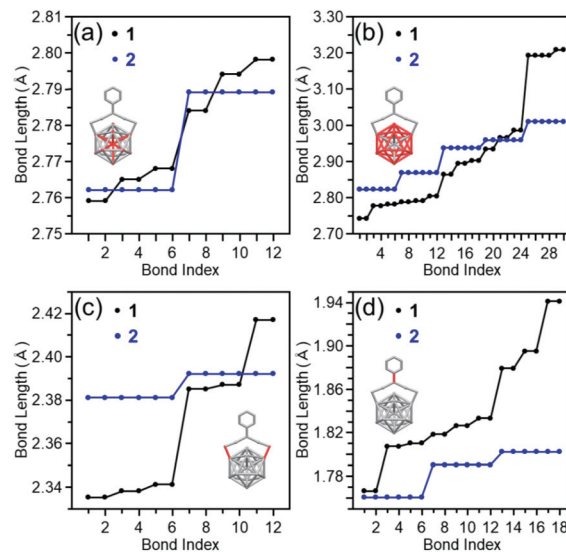 (a)
1
2
Bond Length (Å)
2.81
2.80
2.79
2.78
2.77
2.76
2.75
2 4 6 8 10 12
Bond Index
(b)
1
2
Bond Length (Å)
3.20
3.10
3.00
2.90
2.80
2.70
4 8 12 16 20 24 28
Bond Index
(c)
1
2
Bond Length (Å)
2.42
2.40
2.38
2.36
2.34
2 4 6 8 10 12
Bond Index
(d)
1
2
Bond Length (Å)
1.94
1.90
1.86
1.82
1.78
2 4 6 8 10 12 14 16 18
Bond Index